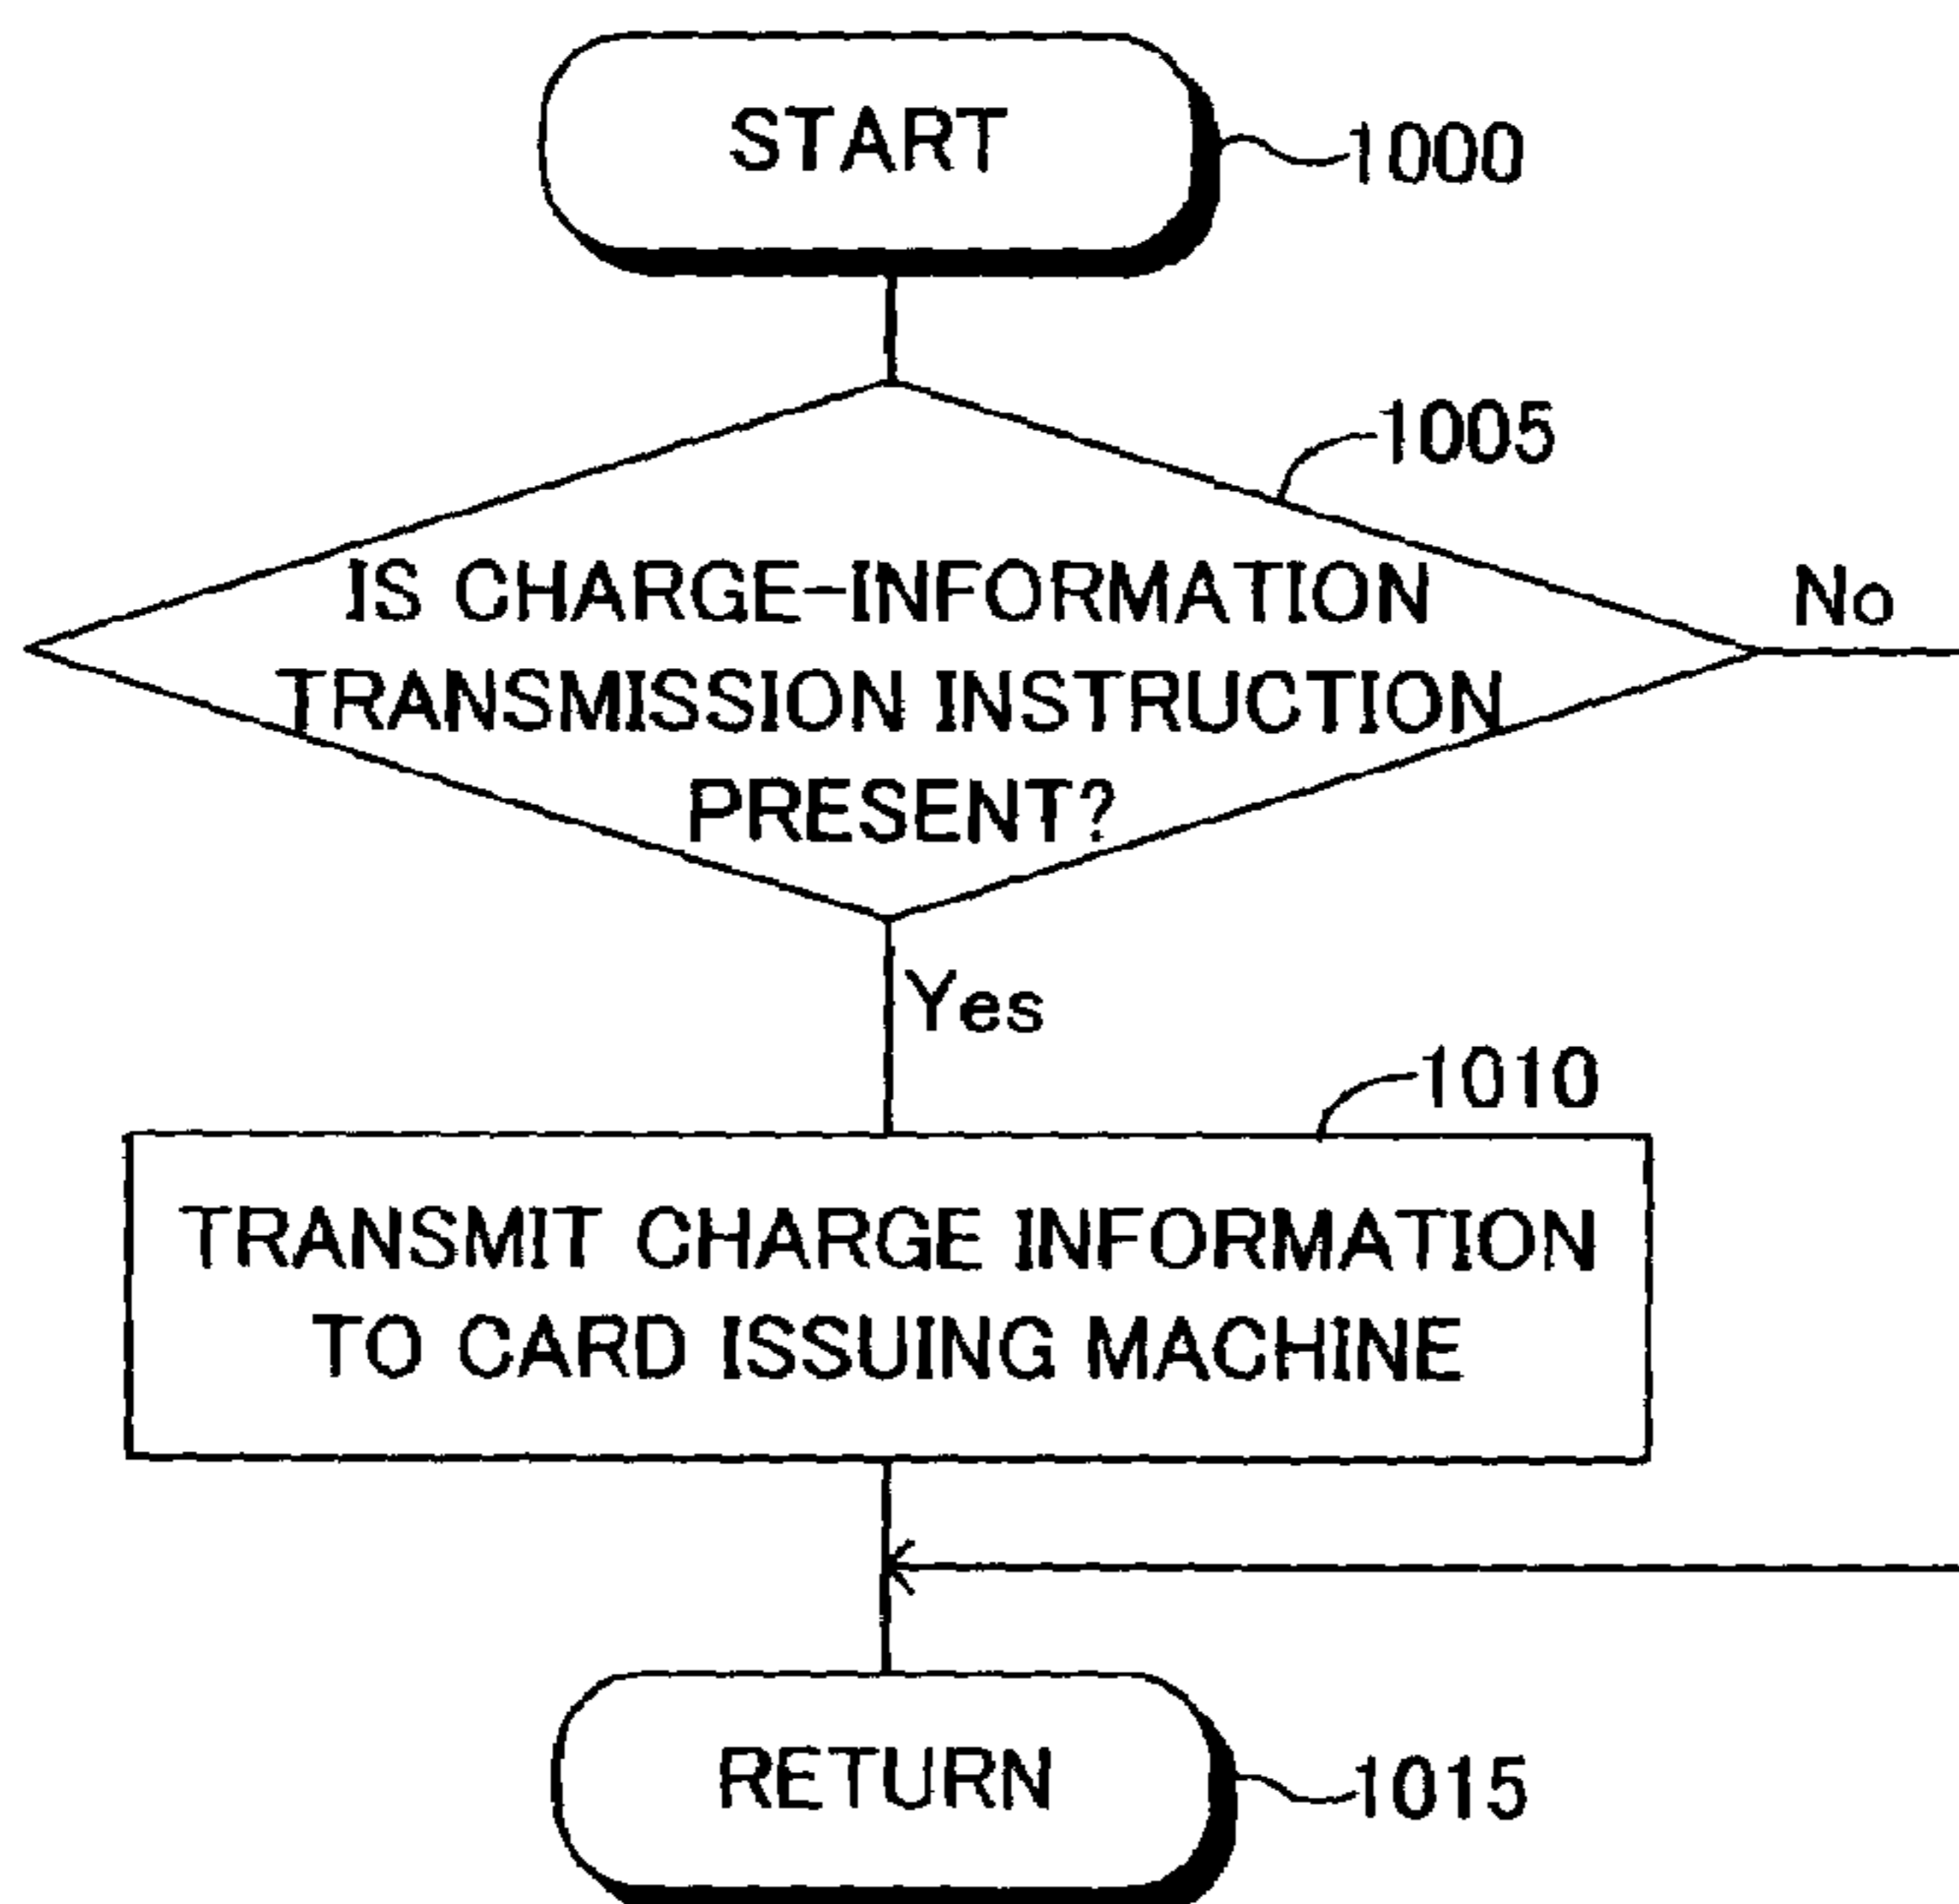 START
1000
1005
IS CHARGE-INFORMATION
TRANSMISSION INSTRUCTION
PRESENT?
No
Yes
1010
TRANSMIT CHARGE INFORMATION
TO CARD ISSUING MACHINE
RETURN
1015